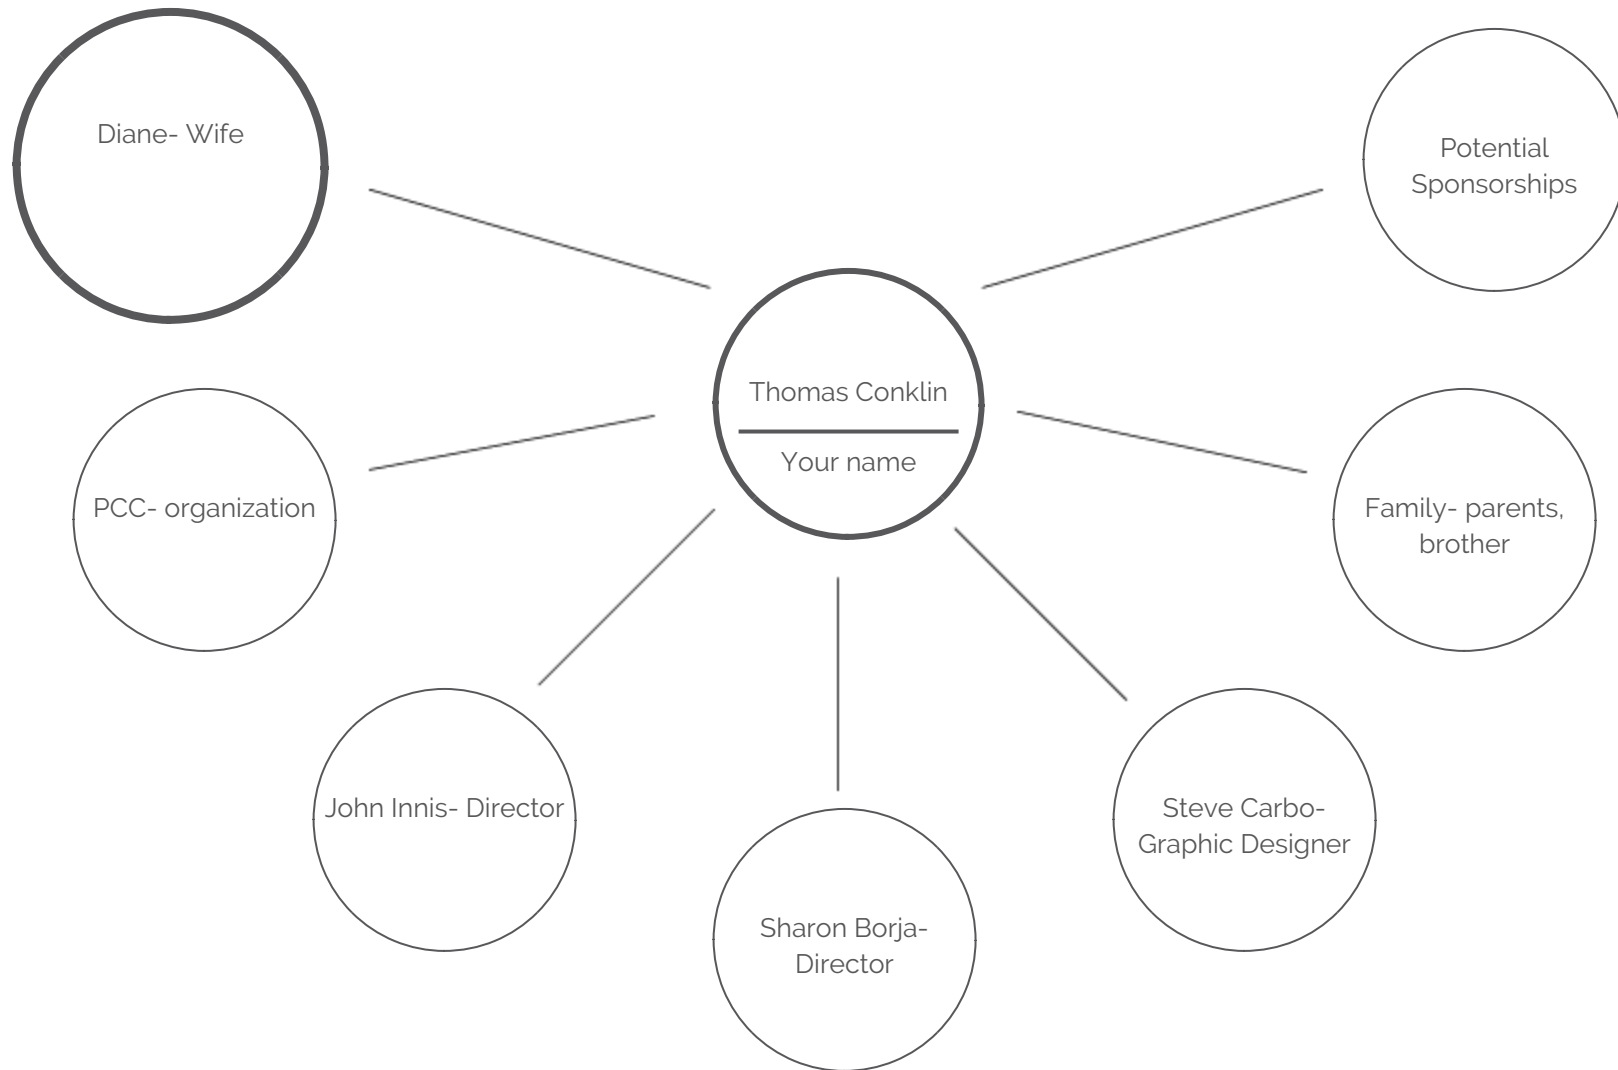 Diane- Wife
Potential
Sponsorships
Thomas Conklin
Your name
PCC- organization
Family- parents,
brother
John Innis- Director
Steve Carbo-
Graphic Designer
Sharon Borja-
Director